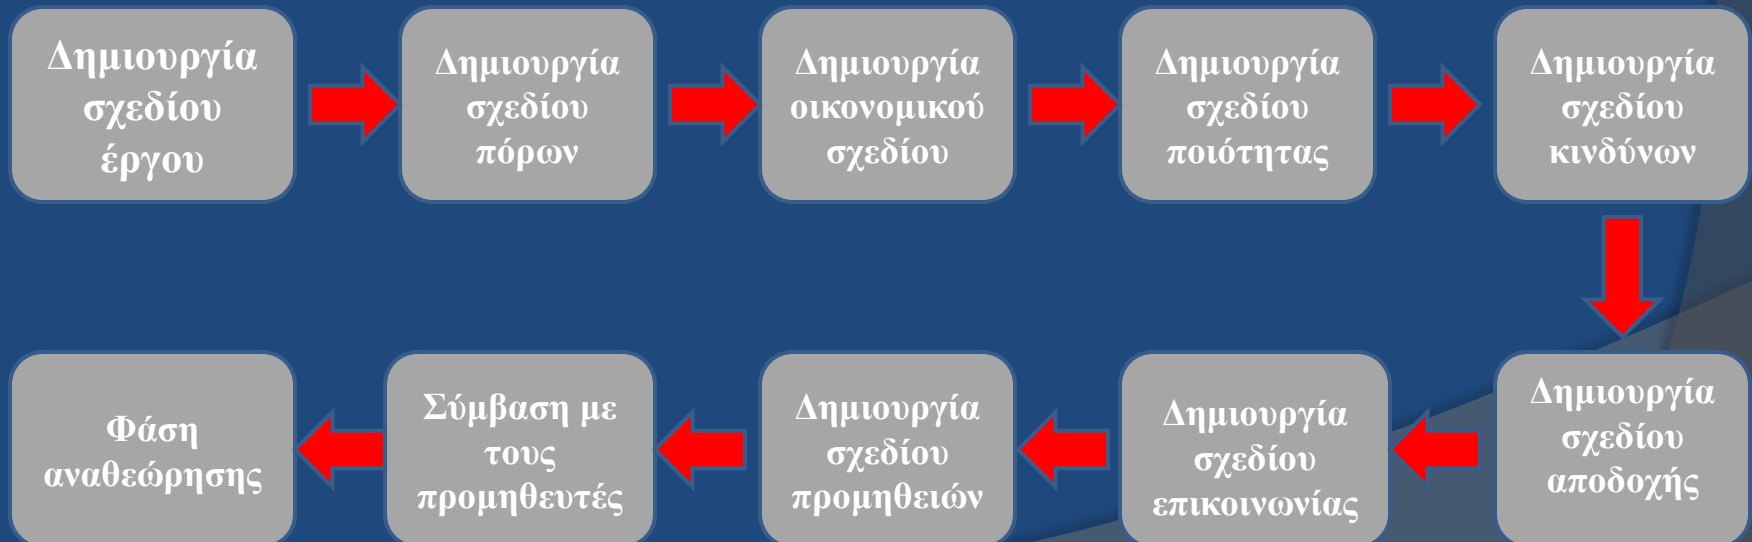 Δημιουργία
σχεδίου
έργου
Δημιουργία
σχεδίου
πόρων
Δημιουργία
οικονομικού
σχεδίου
Δημιουργία
σχεδίου
ποιότητας
Δημιουργία
σχεδίου
κινδύνων
Δημιουργία
σχεδίου
αποδοχής
Δημιουργία
σχεδίου
επικοινωνίας
Δημιουργία
σχεδίου
προμηθειών
Σύμβαση με
τους
προμηθευτές
Φάση
αναθεώρησης